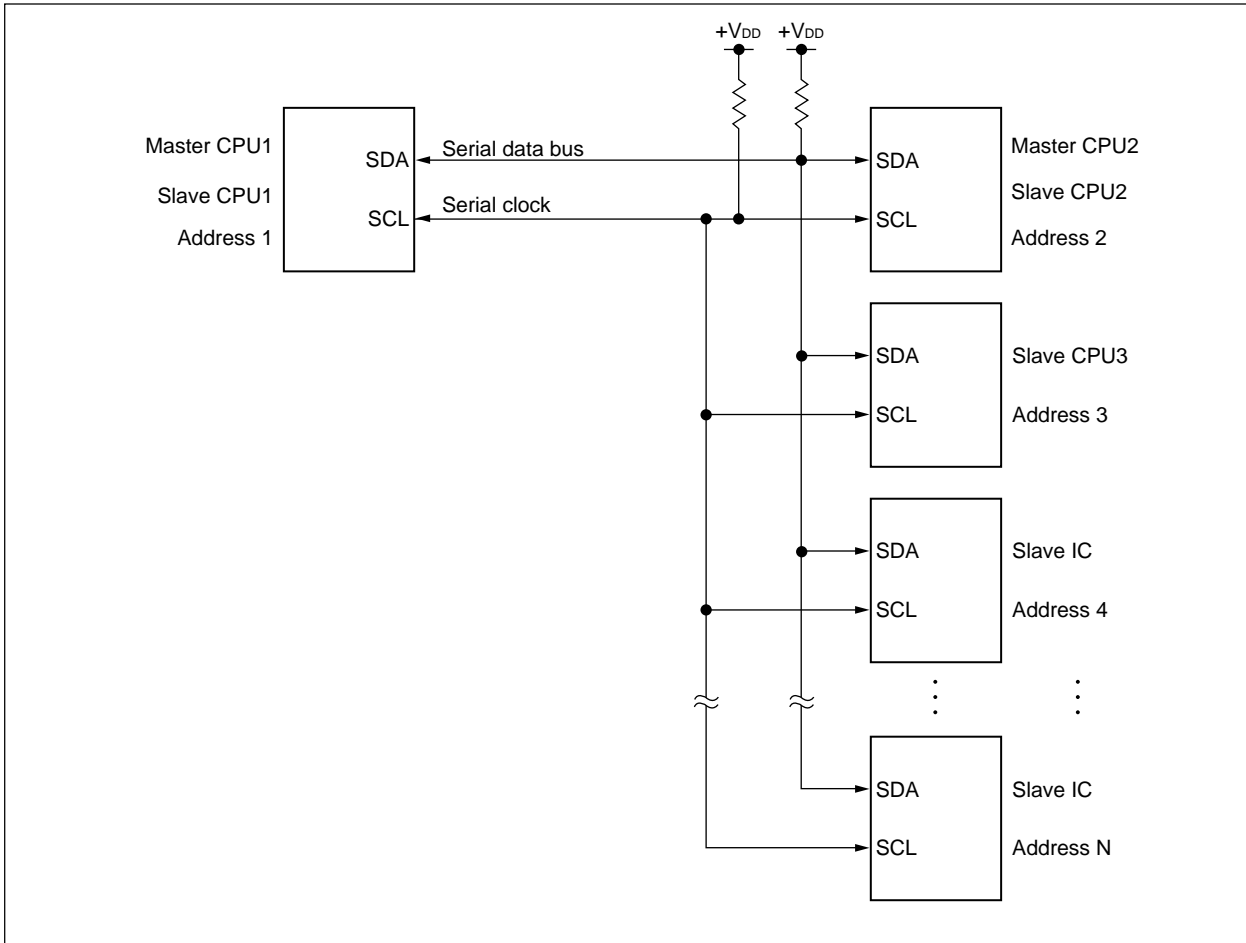 +VDD +VDD
Master CPU1
Slave CPU1
Address 1
SDA
SCL
Serial data bus
Serial clock
SDA
SCL
Master CPU2
Slave CPU2
Address 2
SDA
SCL
Slave CPU3
Address 3
SDA
SCL
Slave IC
Address 4
SDA
SCL
Slave IC
Address N